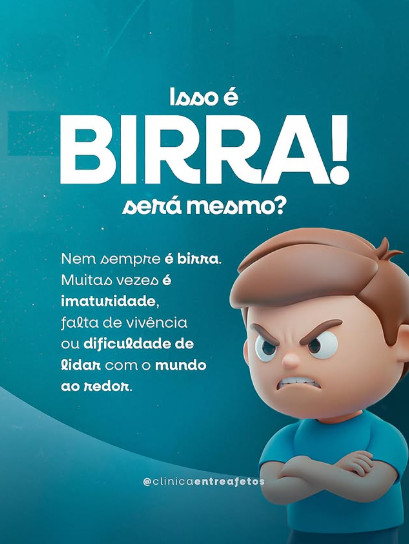 Isso é
BIRRA!
será mesmo?
Nem sempre é birra.
Muitas vezes é
imaturidade,
falta de vivência
ou dificuldade de
lidar com o mundo
ao redor.
@clinicaentreafetos